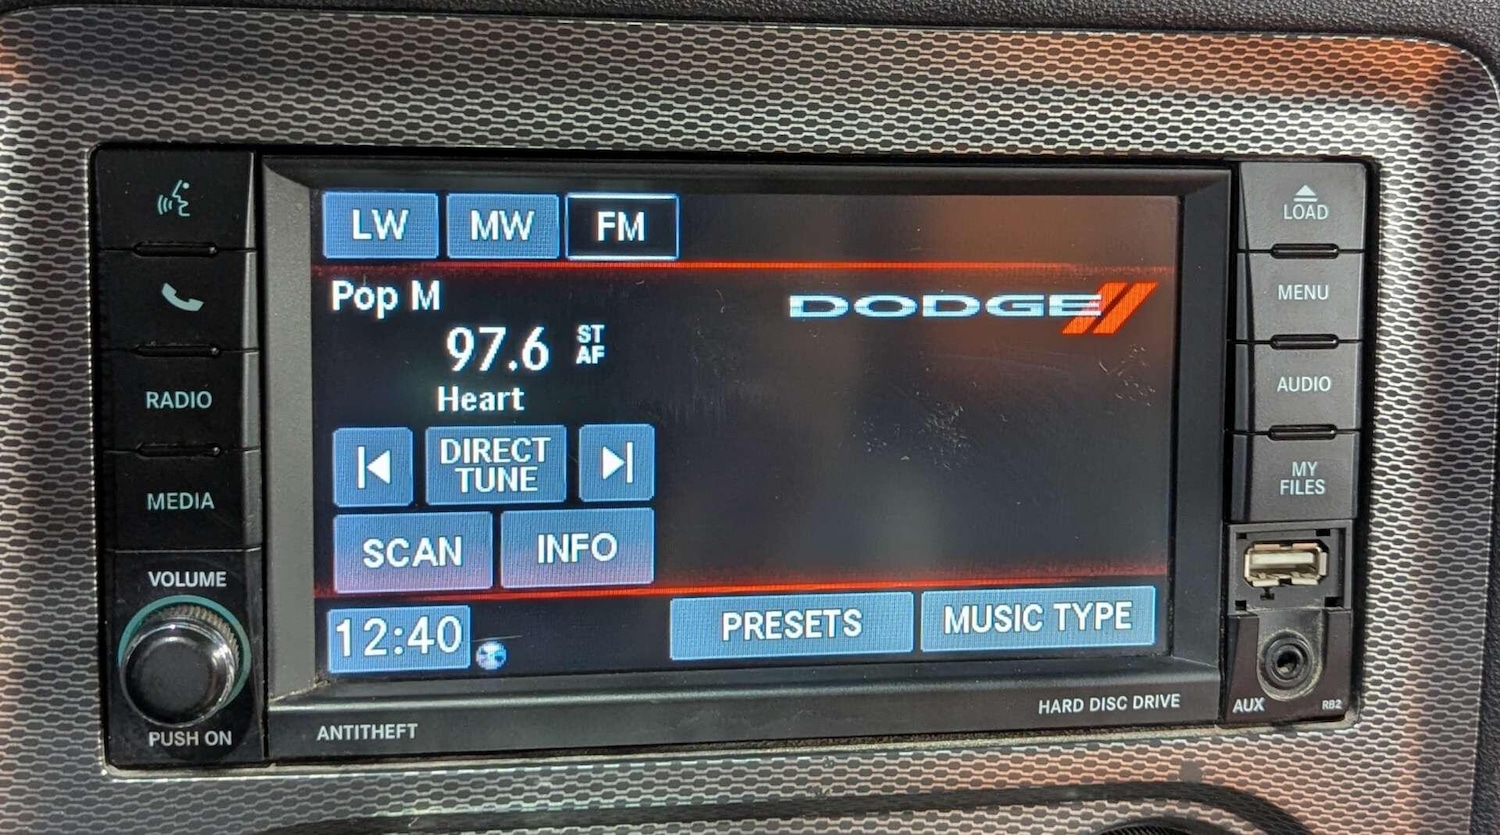 LW MW FM
Pop M
97.6 ST
AF
Heart
DIRECT
TUNE
SCAN INFO
12:40 PRESETS MUSIC TYPE
DODGE
RADIO
MEDIA
VOLUME
PUSH ON
ANTITHEFT
HARD DISC DRIVE
LOAD
MENU
AUDIO
MY
FILES
AUX RB2